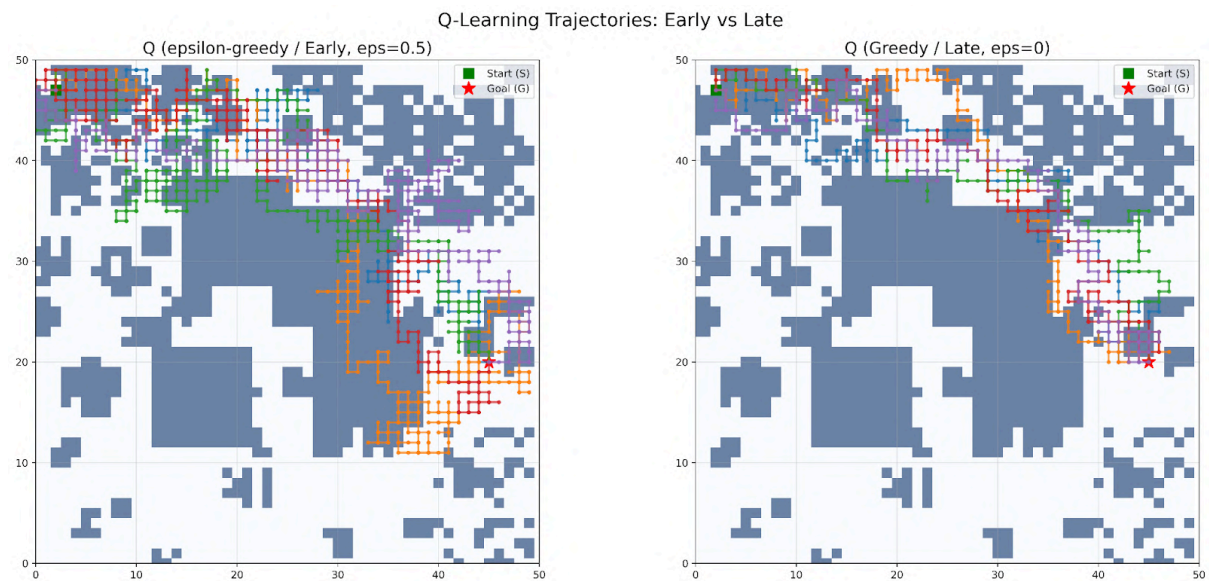 Q-Learning Trajectories: Early vs Late
Q (epsilon-greedy / Early, eps=0.5)
50
40
30
20
10
0
0 10 20 30 40 50
Start (S)
Goal (G)
Q (Greedy / Late, eps=0)
50
40
30
20
10
0
0 10 20 30 40 50
Start (S)
Goal (G)